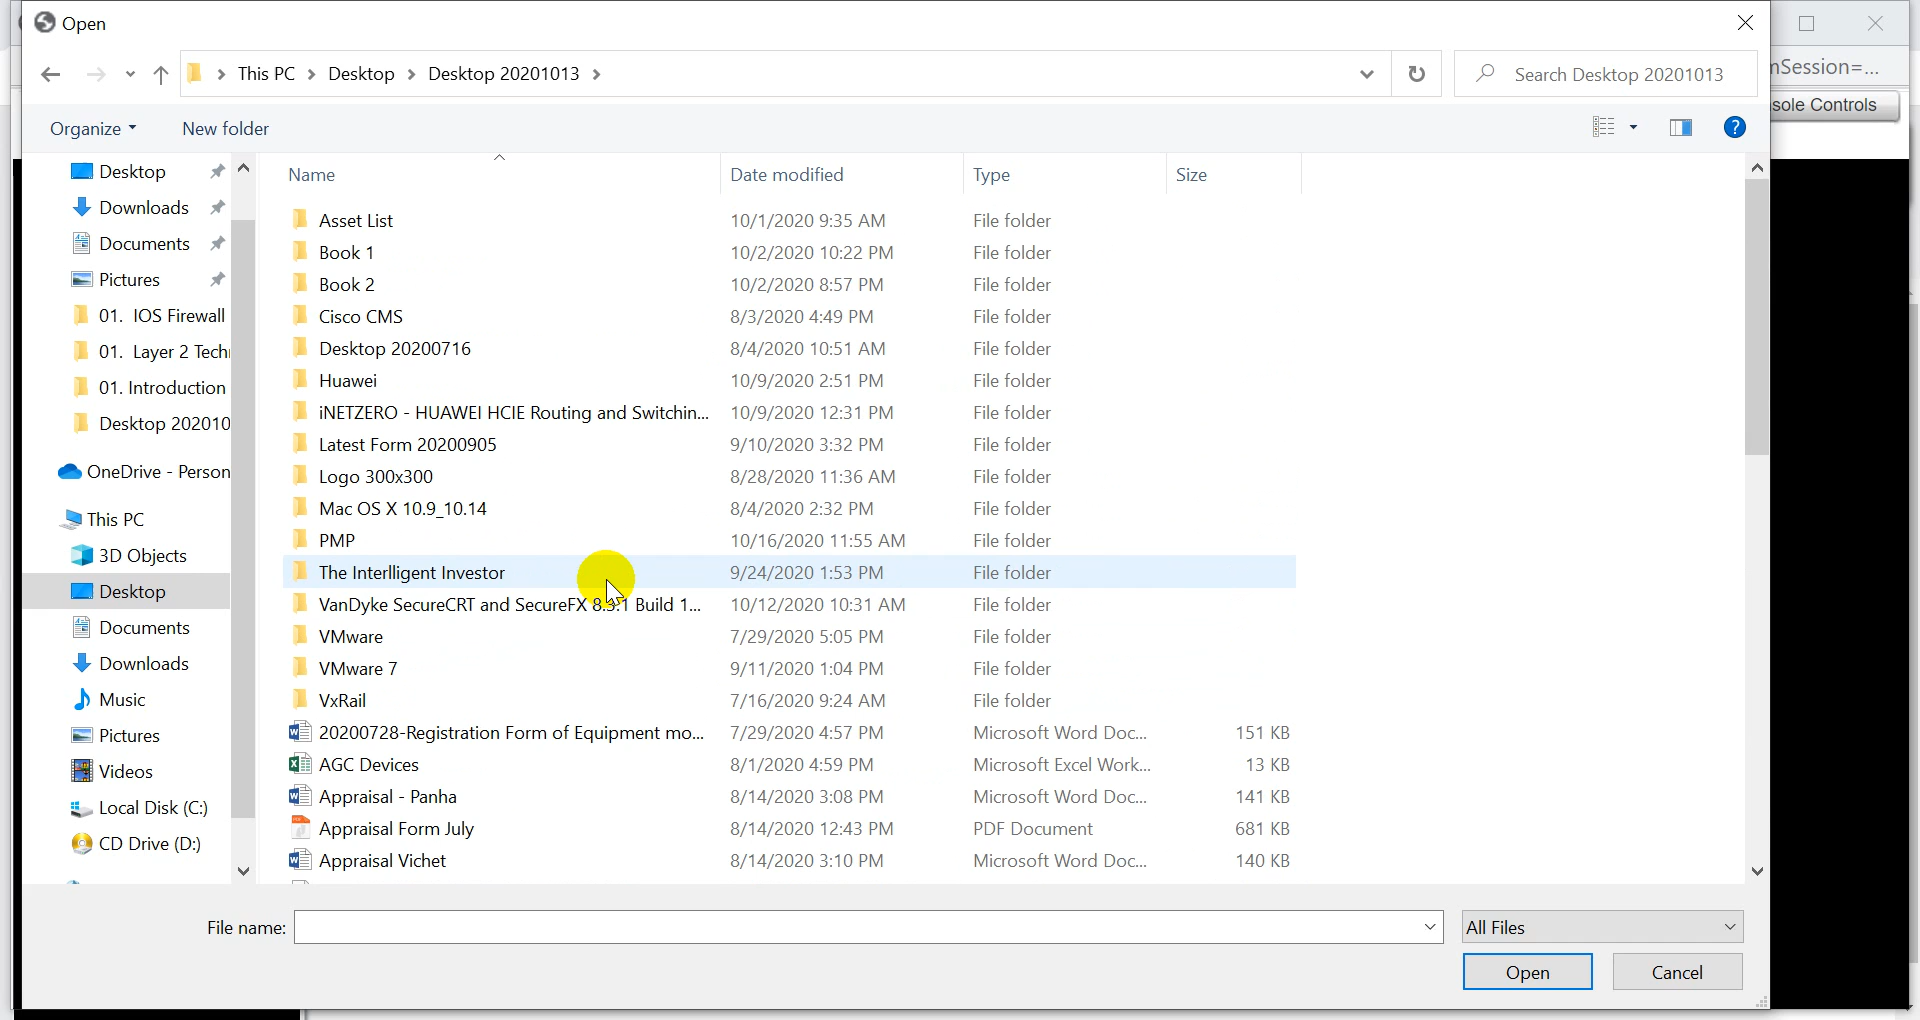 Open
This PC > Desktop > Desktop 20201013 >
Search Desktop 20201013
mSession=...
sole Controls
Organize
New folder
Name
Date modified
Type
Size
Desktop
Downloads
Documents
Pictures
01. IOS Firewall
01. Layer 2 Tech
01. Introduction
Desktop 202010
OneDrive - Person
This PC
3D Objects
Desktop
Documents
Downloads
Music
Pictures
Videos
Local Disk (C:)
CD Drive (D:)
Asset List 10/1/2020 9:35 AM File folder
Book 1 10/2/2020 10:22 PM File folder
Book 2 10/2/2020 8:57 PM File folder
Cisco CMS 8/3/2020 4:49 PM File folder
Desktop 20200716 8/4/2020 10:51 AM File folder
Huawei 10/9/2020 2:51 PM File folder
iNETZERO - HUAWEI HCIE Routing and Switchin... 10/9/2020 12:31 PM File folder
Latest Form 20200905 9/10/2020 3:32 PM File folder
Logo 300x300 8/28/2020 11:36 AM File folder
Mac OS X 10.9_10.14 8/4/2020 2:32 PM File folder
PMP 10/16/2020 11:55 AM File folder
The Interlligent Investor 9/24/2020 1:53 PM File folder
VanDyke SecureCRT and SecureFX 8.5.1 Build 1... 10/12/2020 10:31 AM File folder
VMware 7/29/2020 5:05 PM File folder
VMware 7 9/11/2020 1:04 PM File folder
VxRail 7/16/2020 9:24 AM File folder
20200728-Registration Form of Equipment mo... 7/29/2020 4:57 PM Microsoft Word Doc... 151 KB
AGC Devices 8/1/2020 4:59 PM Microsoft Excel Work... 13 KB
Appraisal - Panha 8/14/2020 3:08 PM Microsoft Word Doc... 141 KB
Appraisal Form July 8/14/2020 12:43 PM PDF Document 681 KB
Appraisal Vichet 8/14/2020 3:10 PM Microsoft Word Doc... 140 KB
File name:
All Files
Open
Cancel